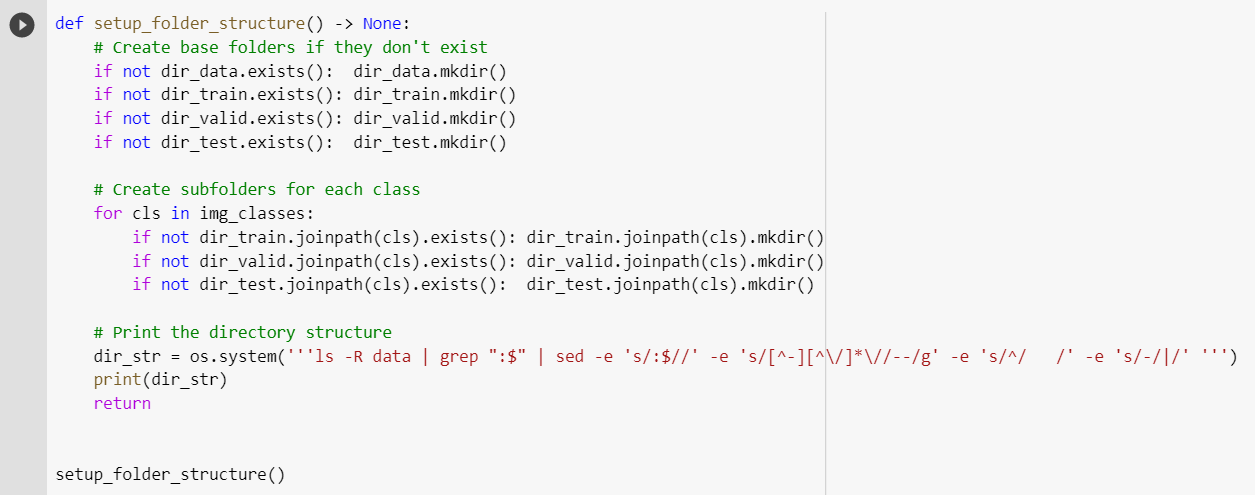 def setup_folder_structure() -> None:
    # Create base folders if they don't exist
    if not dir_data.exists():  dir_data.mkdir()
    if not dir_train.exists(): dir_train.mkdir()
    if not dir_valid.exists(): dir_valid.mkdir()
    if not dir_test.exists():  dir_test.mkdir()

    # Create subfolders for each class
    for cls in img_classes:
        if not dir_train.joinpath(cls).exists(): dir_train.joinpath(cls).mkdir()
        if not dir_valid.joinpath(cls).exists(): dir_valid.joinpath(cls).mkdir()
        if not dir_test.joinpath(cls).exists():  dir_test.joinpath(cls).mkdir()

    # Print the directory structure
    dir_str = os.system('''ls -R data | grep ":$" | sed -e 's/:$//' -e 's/[^-][^\/]*\//--/g' -e 's/^/   /' -e 's/-/|/' ''')
    print(dir_str)
    return


setup_folder_structure()